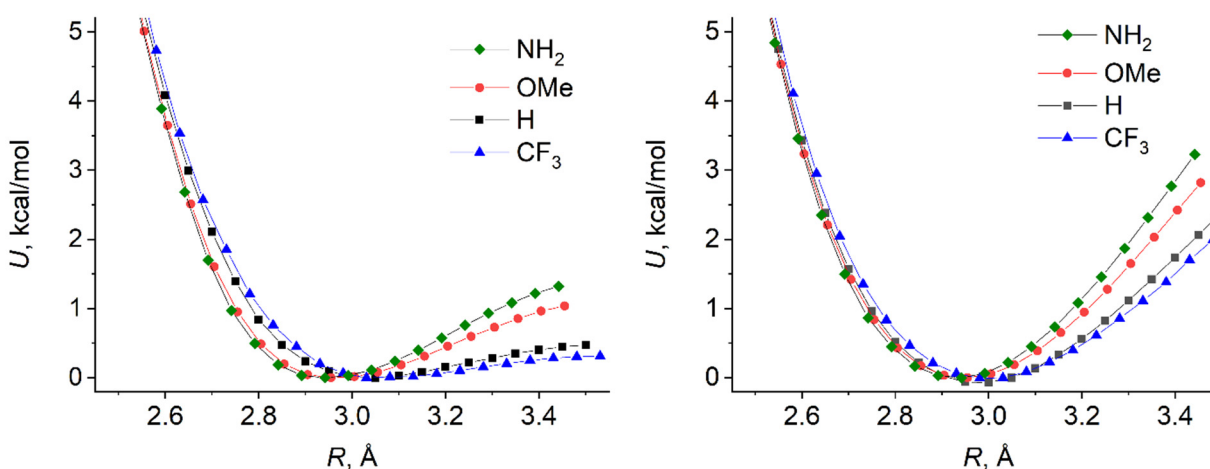 5
4
3
2
1
0
U, kcal/mol
NH2
OMe
H
CF3
2.6 2.8 3.0 3.2 3.4
R, Å
5
4
3
2
1
0
U, kcal/mol
NH2
OMe
H
CF3
2.6 2.8 3.0 3.2 3.4
R, Å